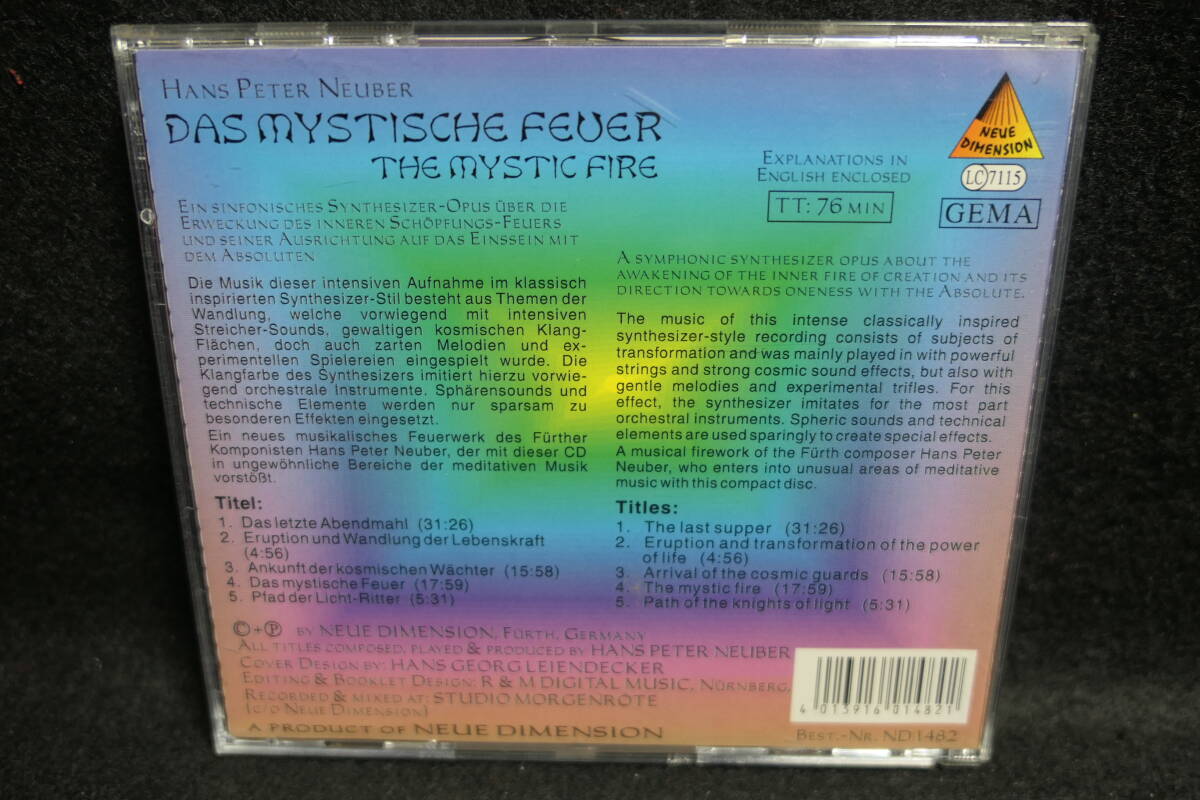 HANS PETER NEUBER
DAS MYSTISCHE FEUER
THE MYSTIC FIRE
EIN SINFONISCHES SYNTHESIZER-OPUS ÜBER DIE
ERWECKUNG DES INNEREN SCHÖPFUNGS-FEUERS
UND SEINER AUSRICHTUNG AUF DAS EINSSEIN MIT
DEM ABSOLUTEN
Die Musik dieser intensiven Aufnahme im klassisch
inspirierten Synthesizer-Stil besteht aus Themen der
Wandlung, welche vorwiegend mit intensiven
Streicher-Sounds, gewaltigen kosmischen Klang-
Flächen, doch auch zarten Melodien und ex-
perimentellen Spielereien eingespielt wurde. Die
Klangfarbe des Synthesizers imitiert hierzu vorwie-
gend orchestrale Instrumente. Sphärensounds und
technische Elemente werden nur sparsam zu
besonderen Effekten eingesetzt.
Ein neues musikalisches Feuerwerk des Fürther
Komponisten Hans Peter Neuber, der mit dieser CD
in ungewöhnliche Bereiche der meditativen Musik
vorstößt.
Titel:
1. Das letzte Abendmahl (31:26)
2. Eruption und Wandlung der Lebenskraft
(4:56)
3. Ankunft der kosmischen Wächter (15:58)
4. Das mystische Feuer (17:59)
5. Pfad der Licht-Ritter (5:31)
EXPLANATIONS IN
ENGLISH ENCLOSED
TT: 76 MIN
NEUE
DIMENSION
LC 7115
GEMA
A SYMPHONIC SYNTHESIZER OPUS ABOUT THE
AWAKENING OF THE INNER FIRE OF CREATION AND ITS
DIRECTION TOWARDS ONENESS WITH THE ABSOLUTE.
The music of this intense classically inspired
synthesizer-style recording consists of subjects of
transformation and was mainly played in with powerful
strings and strong cosmic sound effects, but also with
gentle melodies and experimental trifles. For this
effect, the synthesizer imitates for the most part
orchestral instruments. Spheric sounds and technical
elements are used sparingly to create special effects.
A musical firework of the Fürth composer Hans Peter
Neuber, who enters into unusual areas of meditative
music with this compact disc.
Titles:
1. The last supper (31:26)
2. Eruption and transformation of the power
of life (4:56)
3. Arrival of the cosmic guards (15:58)
4. The mystic fire (17:59)
5. Path of the knights of light (5:31)
©+℗ BY NEUE DIMENSION, FÜRTH, GERMANY
ALL TITLES COMPOSED, PLAYED & PRODUCED BY HANS PETER NEUBER
COVER DESIGN BY: HANS GEORG LEIENDECKER
EDITING & BOOKLET DESIGN: R & M DIGITAL MUSIC, NÜRNBERG,
RECORDED & MIXED AT: STUDIO MORGENRÖTE
(C/O NEUE DIMENSION)
A PRODUCT OF NEUE DIMENSION
4 013916 014821
BEST.-NR. ND 1482